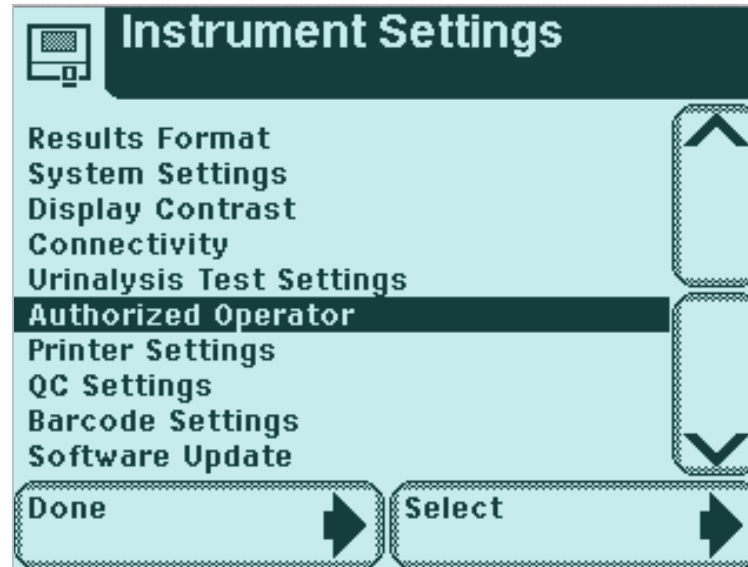 Instrument Settings
Results Format
System Settings
Display Contrast
Connectivity
Urinalysis Test Settings
Authorized Operator
Printer Settings
QC Settings
Barcode Settings
Software Update
Done
Select